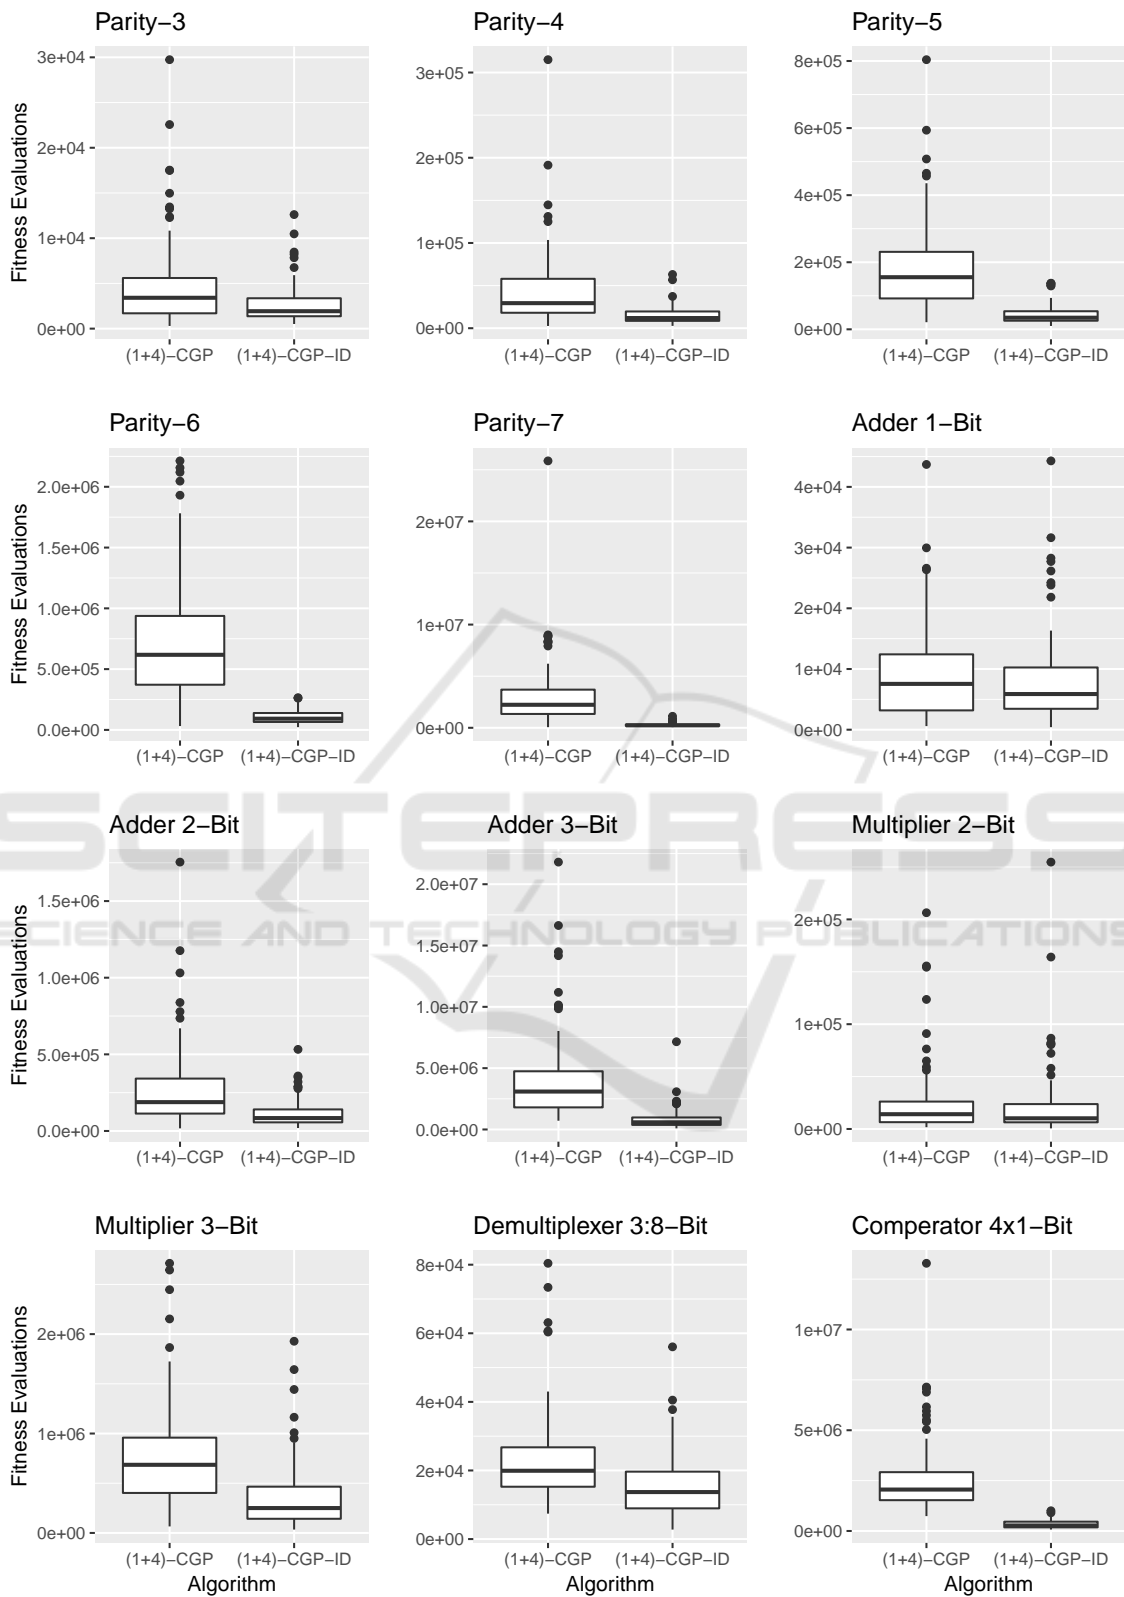 Parity−3
Parity−4
Parity−5
Fitness Evaluations
3e+04
2e+04
1e+04
0e+00
3e+05
2e+05
1e+05
0e+00
8e+05
6e+05
4e+05
2e+05
0e+00
(1+4)−CGP (1+4)−CGP−ID
(1+4)−CGP (1+4)−CGP−ID
(1+4)−CGP (1+4)−CGP−ID
Parity−6
Parity−7
Adder 1−Bit
Fitness Evaluations
2.0e+06
1.5e+06
1.0e+06
5.0e+05
0.0e+00
2e+07
1e+07
0e+00
4e+04
3e+04
2e+04
1e+04
0e+00
(1+4)−CGP (1+4)−CGP−ID
(1+4)−CGP (1+4)−CGP−ID
(1+4)−CGP (1+4)−CGP−ID
SCITEPRESS
SCIENCE AND TECHNOLOGY PUBLICATIONS
Adder 2−Bit
Adder 3−Bit
Multiplier 2−Bit
Fitness Evaluations
1.5e+06
1.0e+06
5.0e+05
0.0e+00
2.0e+07
1.5e+07
1.0e+07
5.0e+06
0.0e+00
2e+05
1e+05
0e+00
(1+4)−CGP (1+4)−CGP−ID
(1+4)−CGP (1+4)−CGP−ID
(1+4)−CGP (1+4)−CGP−ID
Multiplier 3−Bit
Demultiplexer 3:8−Bit
Comperator 4x1−Bit
Fitness Evaluations
2e+06
1e+06
0e+00
8e+04
6e+04
4e+04
2e+04
0e+00
1e+07
5e+06
0e+00
(1+4)−CGP (1+4)−CGP−ID
(1+4)−CGP (1+4)−CGP−ID
(1+4)−CGP (1+4)−CGP−ID
Algorithm
Algorithm
Algorithm